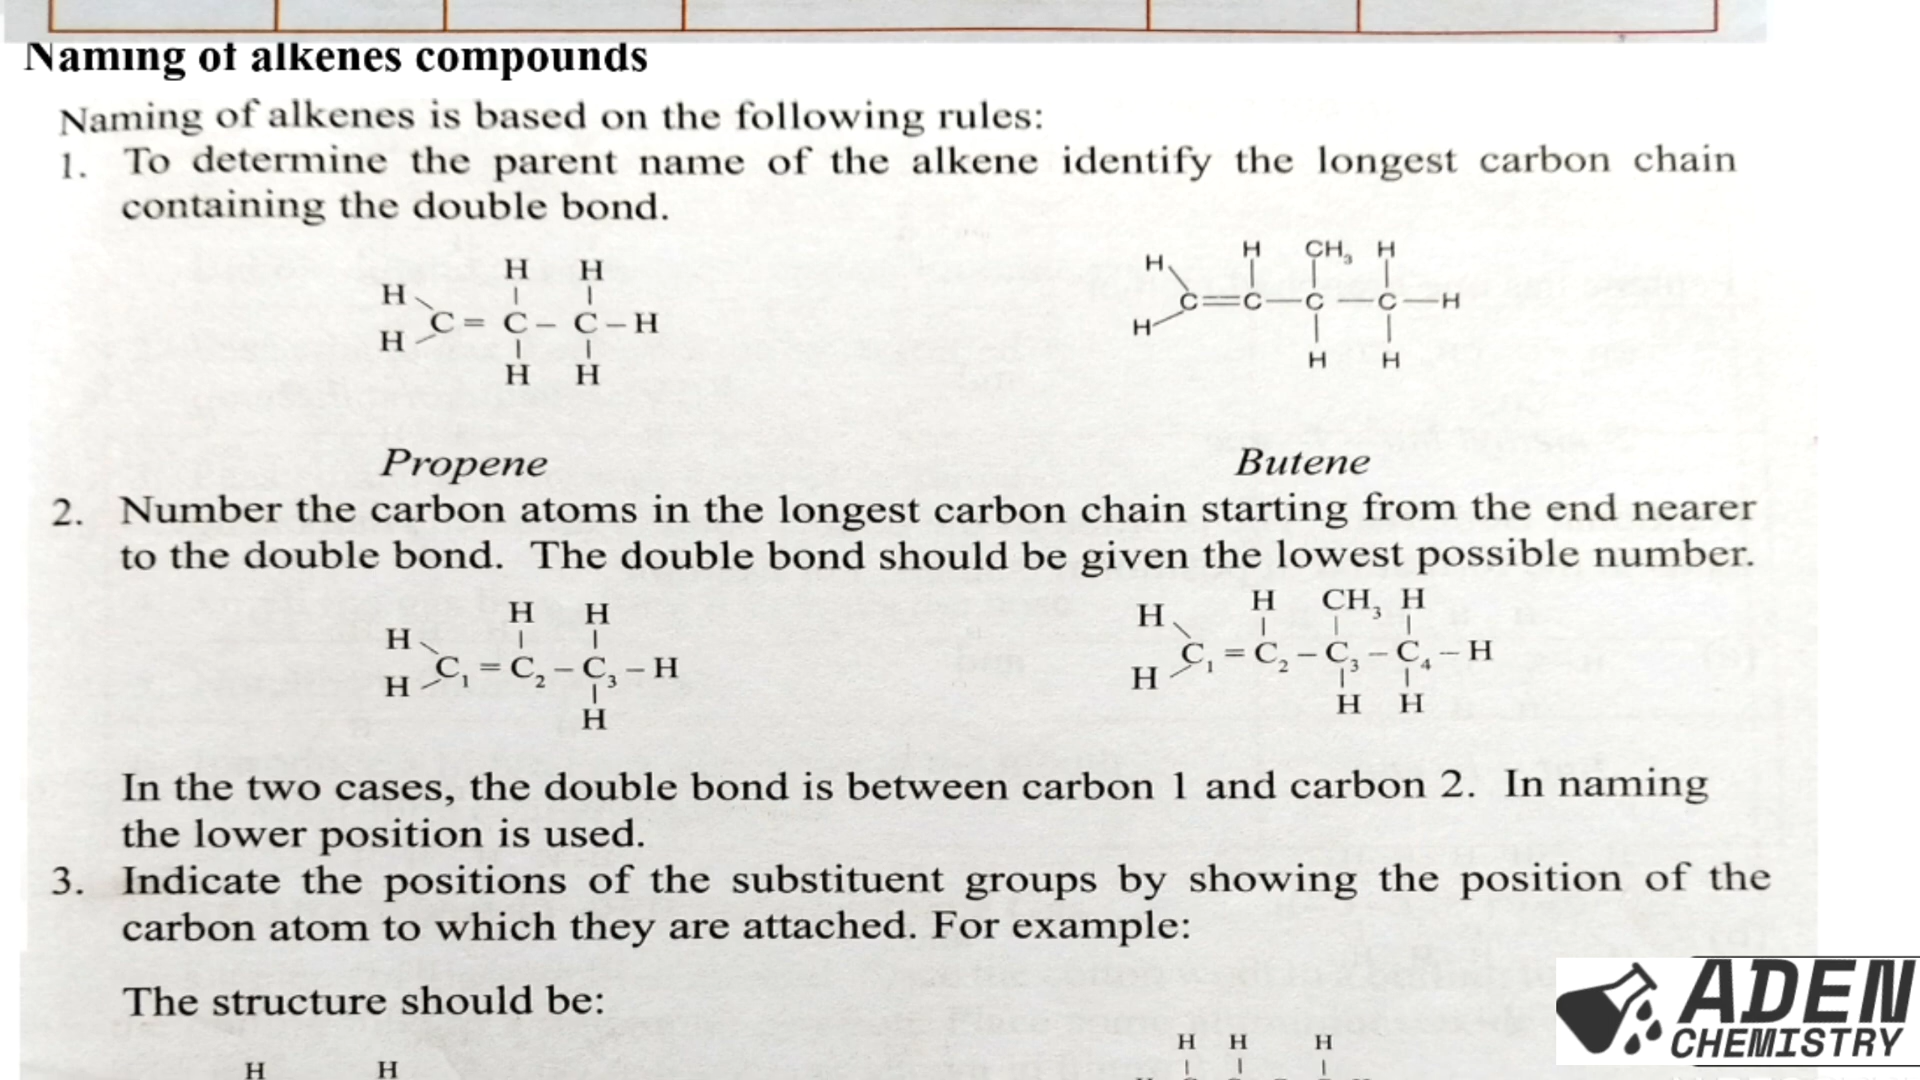 Naming of alkenes compounds
Naming of alkenes is based on the following rules:
1. To determine the parent name of the alkene identify the longest carbon chain
containing the double bond.
H H
H
C = C – C – H
H
H H
H CH₃ H
H
C=C—C—C—H
H
H H
Propene Butene
2. Number the carbon atoms in the longest carbon chain starting from the end nearer
to the double bond. The double bond should be given the lowest possible number.
H H
H
C₁ = C₂ – C₃ – H
H
H
H CH₃ H
H
C₁ = C₂ – C₃ – C₄ – H
H
H H
In the two cases, the double bond is between carbon 1 and carbon 2. In naming
the lower position is used.
3. Indicate the positions of the substituent groups by showing the position of the
carbon atom to which they are attached. For example:
The structure should be:
H H H H H
ADEN
CHEMISTRY